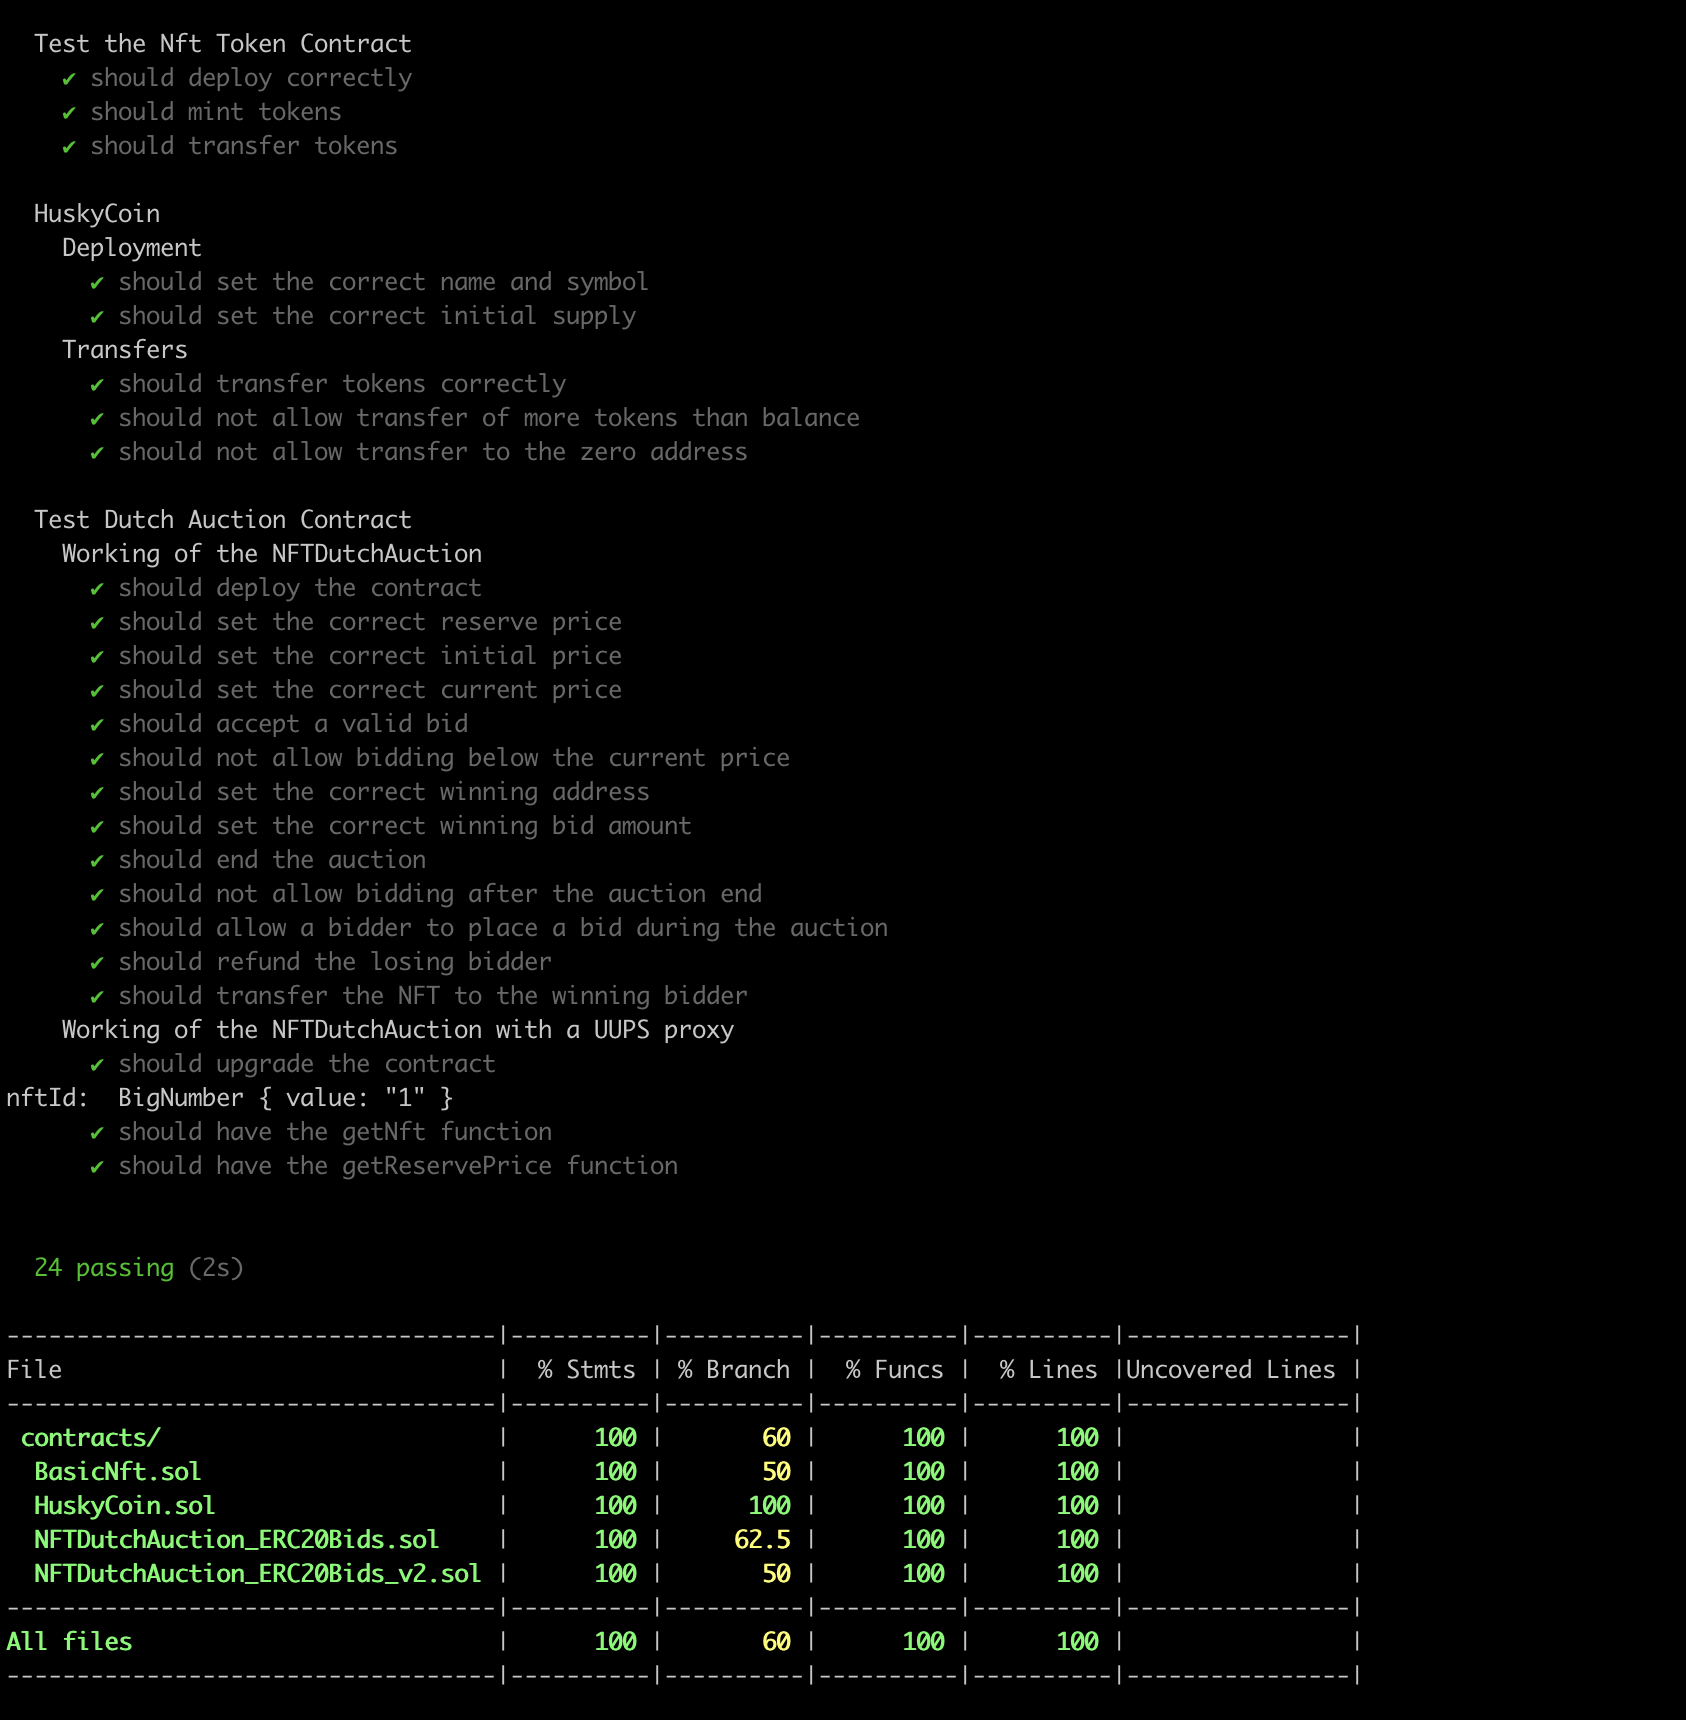 Test the Nft Token Contract
✔ should deploy correctly
✔ should mint tokens
✔ should transfer tokens
HuskyCoin
Deployment
✔ should set the correct name and symbol
✔ should set the correct initial supply
Transfers
✔ should transfer tokens correctly
✔ should not allow transfer of more tokens than balance
✔ should not allow transfer to the zero address
Test Dutch Auction Contract
Working of the NFTDutchAuction
✔ should deploy the contract
✔ should set the correct reserve price
✔ should set the correct initial price
✔ should set the correct current price
✔ should accept a valid bid
✔ should not allow bidding below the current price
✔ should set the correct winning address
✔ should set the correct winning bid amount
✔ should end the auction
✔ should not allow bidding after the auction end
✔ should allow a bidder to place a bid during the auction
✔ should refund the losing bidder
✔ should transfer the NFT to the winning bidder
Working of the NFTDutchAuction with a UUPS proxy
✔ should upgrade the contract
nftId:  BigNumber { value: "1" }
✔ should have the getNft function
✔ should have the getReservePrice function
24 passing (2s)
-----------------------------------|----------|----------|----------|----------|----------------|
File                               |  % Stmts | % Branch |  % Funcs |  % Lines |Uncovered Lines |
-----------------------------------|----------|----------|----------|----------|----------------|
contracts/                        |      100 |       60 |      100 |      100 |                |
BasicNft.sol                     |      100 |       50 |      100 |      100 |                |
HuskyCoin.sol                    |      100 |      100 |      100 |      100 |                |
NFTDutchAuction_ERC20Bids.sol    |      100 |     62.5 |      100 |      100 |                |
NFTDutchAuction_ERC20Bids_v2.sol |      100 |       50 |      100 |      100 |                |
-----------------------------------|----------|----------|----------|----------|----------------|
All files                          |      100 |       60 |      100 |      100 |                |
-----------------------------------|----------|----------|----------|----------|----------------|